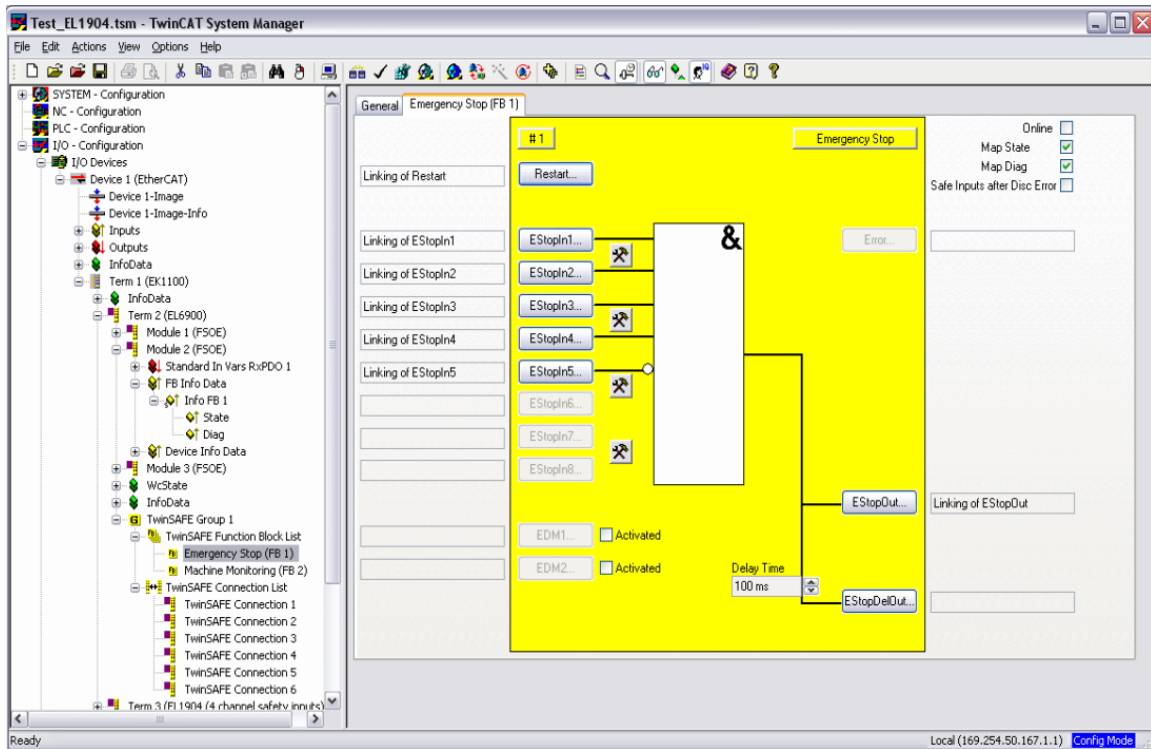 Test_EL1904.tsm - TwinCAT System Manager
File Edit Actions View Options Help
SYSTEM - Configuration
NC - Configuration
PLC - Configuration
I/O - Configuration
I/O Devices
Device 1 (EtherCAT)
Device 1-Image
Device 1-Image-Info
Inputs
Outputs
InfoData
Term 1 (EK1100)
InfoData
Term 2 (EL6900)
Module 1 (FSOE)
Module 2 (FSOE)
Standard In Vars RxPDO 1
FB Info Data
Info FB 1
State
Diag
Device Info Data
Module 3 (FSOE)
WcState
InfoData
G TwinSAFE Group 1
TwinSAFE Function Block List
Emergency Stop (FB 1)
Machine Monitoring (FB 2)
TwinSAFE Connection List
TwinSAFE Connection 1
TwinSAFE Connection 2
TwinSAFE Connection 3
TwinSAFE Connection 4
TwinSAFE Connection 5
TwinSAFE Connection 6
Term 3 (EL1904 (4 channel safety inputs)
General Emergency Stop (FB 1)
# 1 Emergency Stop
Online
Map State
Map Diag
Safe Inputs after Disc Error
Linking of Restart Restart...
Linking of EStopIn1 EStopIn1... & Error...
Linking of EStopIn2 EStopIn2...
Linking of EStopIn3 EStopIn3...
Linking of EStopIn4 EStopIn4...
Linking of EStopIn5 EStopIn5...
EStopIn6...
EStopIn7...
EStopIn8...
EStopOut... Linking of EStopOut
EDM1... Activated
EDM2... Activated
Delay Time
100 ms
EStopDelOut...
Ready Local (169.254.50.167.1.1) Config Mode